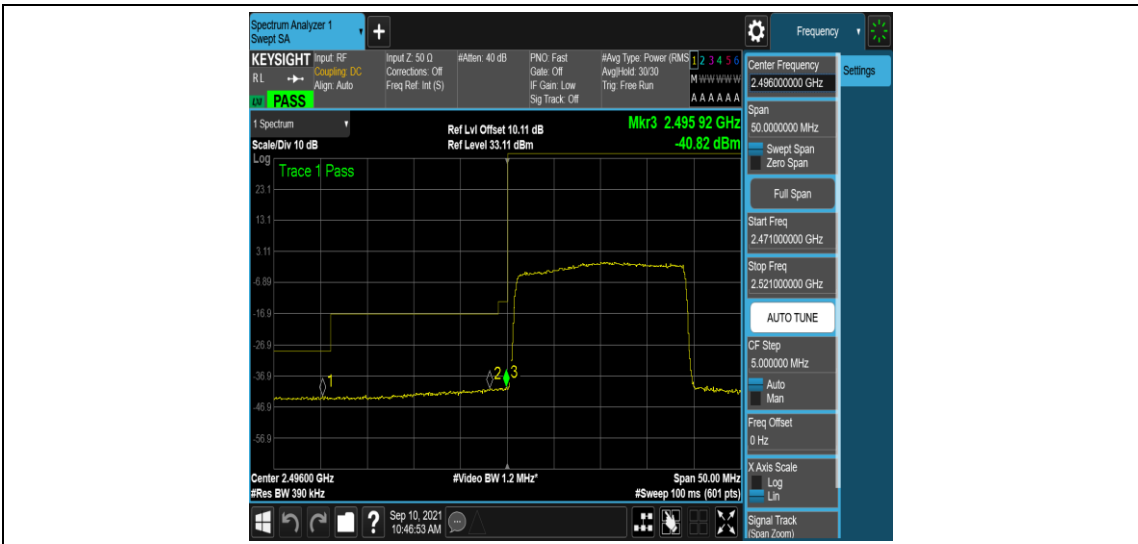 Spectrum Analyzer 1
Swept SA
+
Frequency
KEYSIGHT
RL
PASS
Input: RF
Coupling: DC
Align: Auto
Input Z: 50 Ω
Corrections: Off
Freq Ref: Int (S)
#Atten: 40 dB
PNO: Fast
Gate: Off
IF Gain: Low
Sig Track: Off
#Avg Type: Power (RMS
Avg|Hold: 30/30
Trig: Free Run
1 2 3 4 5 6
M W W W W W
A A A A A A
1 Spectrum
Scale/Div 10 dB
Ref Lvl Offset 10.11 dB
Ref Level 33.11 dBm
Mkr3 2.495 92 GHz
-40.82 dBm
Log
Trace 1 Pass
23.1
13.1
3.11
-6.89
-16.9
-26.9
-36.9
-46.9
-56.9
1
2
3
Center 2.49600 GHz
#Res BW 390 kHz
#Video BW 1.2 MHz*
Span 50.00 MHz
#Sweep 100 ms (601 pts)
?
Sep 10, 2021
10:46:53 AM
Center Frequency
2.496000000 GHz
Settings
Span
50.0000000 MHz
Swept Span
Zero Span
Full Span
Start Freq
2.471000000 GHz
Stop Freq
2.521000000 GHz
AUTO TUNE
CF Step
5.000000 MHz
Auto
Man
Freq Offset
0 Hz
X Axis Scale
Log
Lin
Signal Track
(Span Zoom)